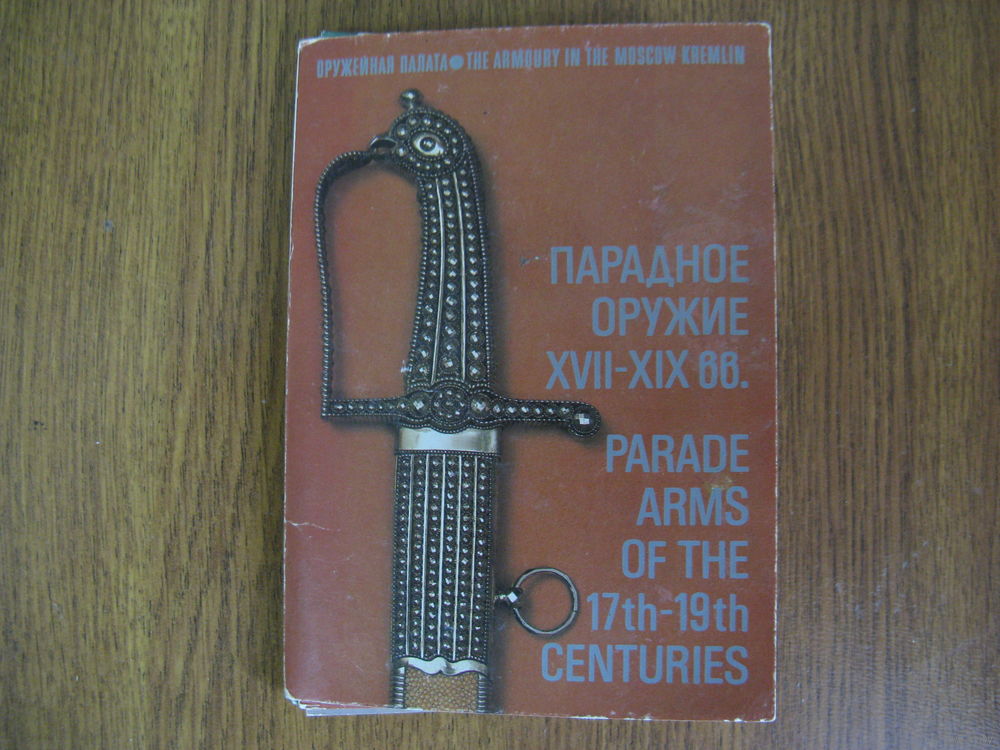 ОРУЖЕЙНАЯ ПАЛАТА ● THE ARMOURY IN THE MOSCOW KREMLIN
ПАРАДНОЕ
ОРУЖИЕ
XVII-XIX вв.
PARADE
ARMS
OF THE
17th-19th
CENTURIES